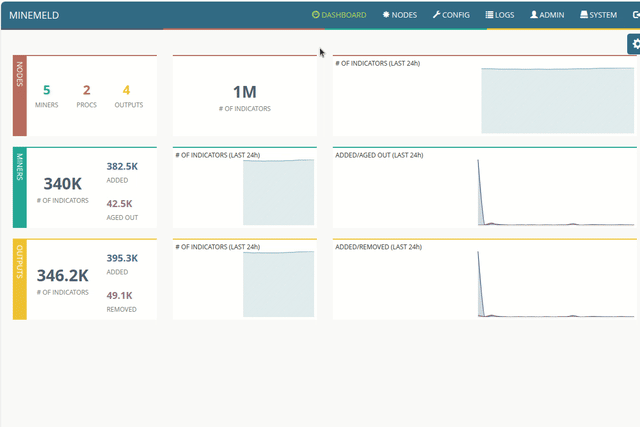 MINEMELD
DASHBOARD
NODES
CONFIG
LOGS
ADMIN
SYSTEM
NODES
5
MINERS
2
PROCS
4
OUTPUTS
1M
# OF INDICATORS
# OF INDICATORS (LAST 24h)
MINERS
340K
# OF INDICATORS
382.5K
ADDED
42.5K
AGED OUT
# OF INDICATORS (LAST 24h)
ADDED/AGED OUT (LAST 24h)
OUTPUTS
346.2K
# OF INDICATORS
395.3K
ADDED
49.1K
REMOVED
# OF INDICATORS (LAST 24h)
ADDED/REMOVED (LAST 24h)